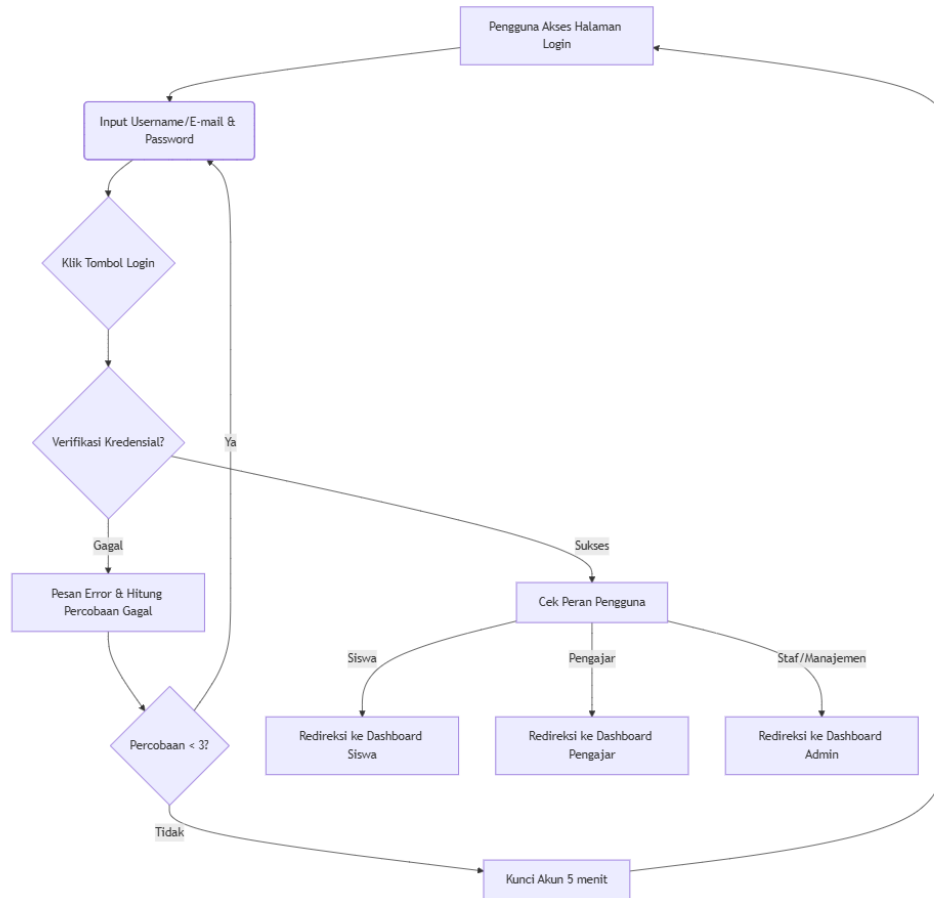 Pengguna Akses Halaman
Login
Input Username/E-mail &
Password
Klik Tombol Login
Verifikasi Kredensial?
Ya
Gagal
Sukses
Pesan Error & Hitung
Percobaan Gagal
Cek Peran Pengguna
Siswa
Pengajar
Staf/Manajemen
Percobaan < 3?
Redireksi ke Dashboard
Siswa
Redireksi ke Dashboard
Pengajar
Redireksi ke Dashboard
Admin
Tidak
Kunci Akun 5 menit